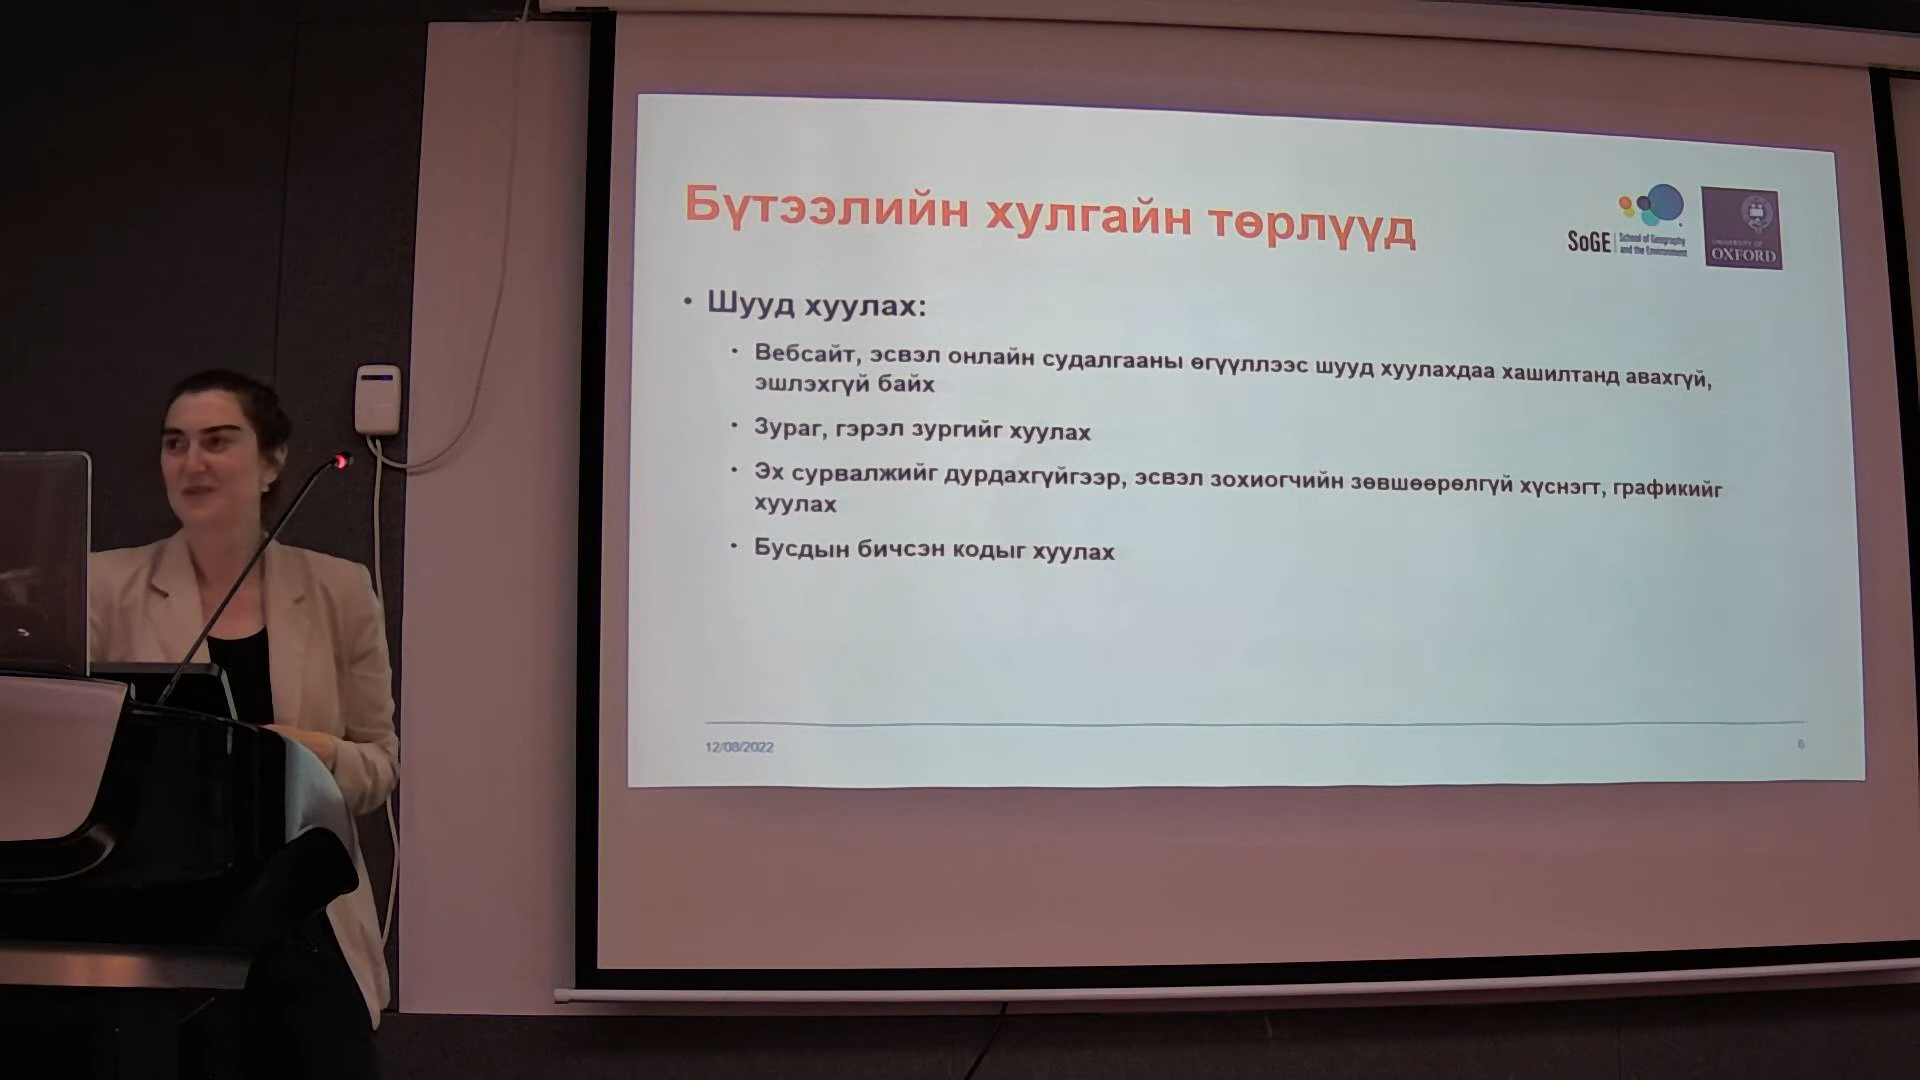 Бүтээлийн хулгайн төрлүүд
SoGE School of Geography
and the Environment
UNIVERSITY OF
OXFORD
• Шууд хуулах:
• Вебсайт, эсвэл онлайн судалгааны өгүүллээс шууд хуулахдаа хашилтанд авахгүй,
эшлэхгүй байх
• Зураг, гэрэл зургийг хуулах
• Эх сурвалжийг дурдахгүйгээр, эсвэл зохиогчийн зөвшөөрөлгүй хүснэгт, графикийг
хуулах
• Бусдын бичсэн кодыг хуулах
12/08/2022
6